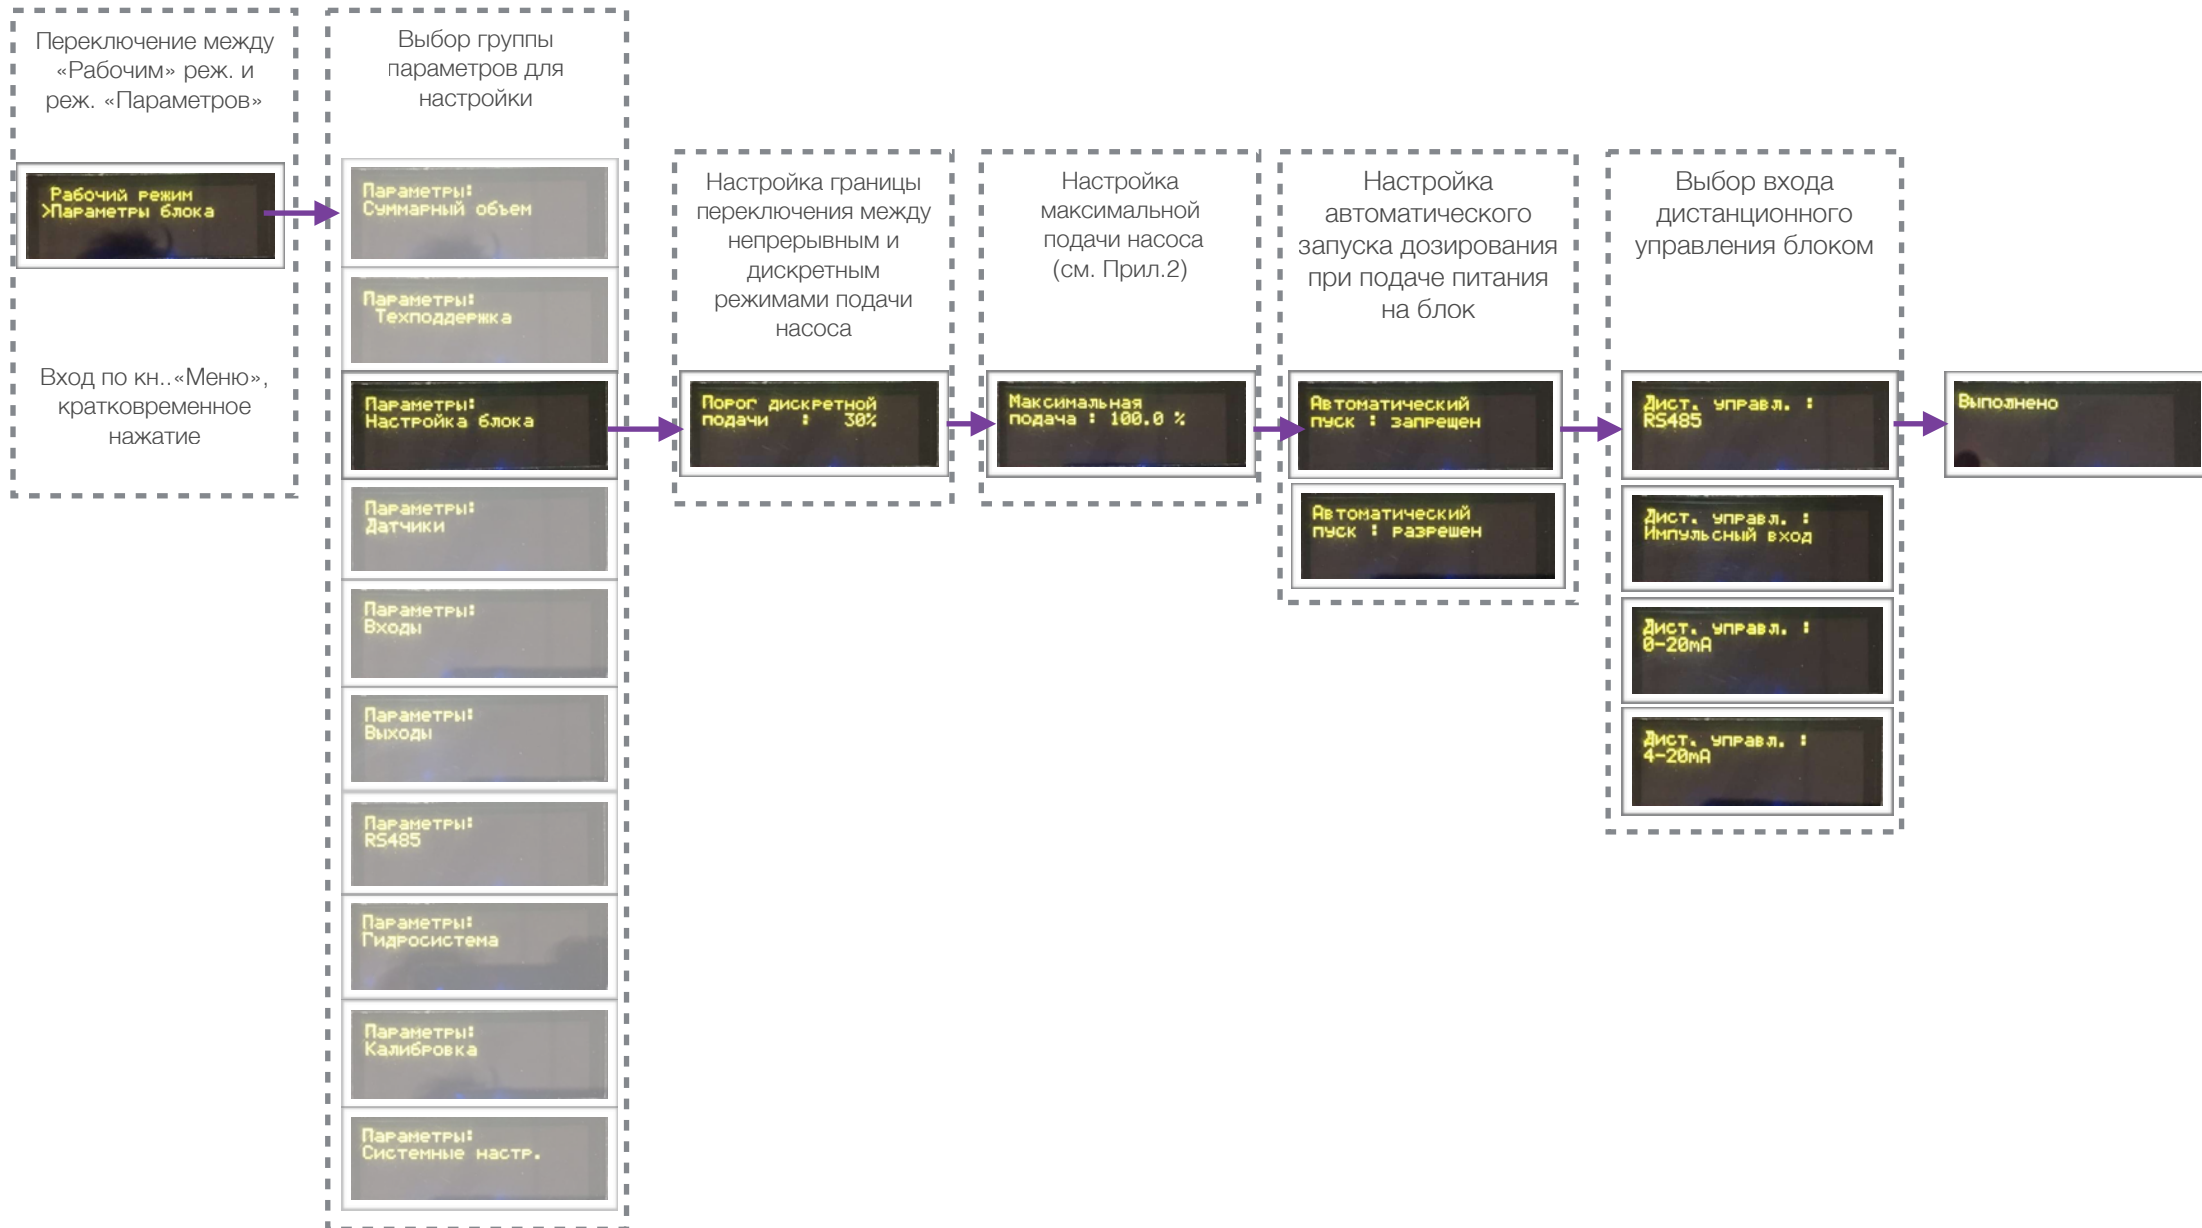 Переключение между
«Рабочим» реж. и
реж. «Параметров»
Рабочий режим
>Параметры блока
Вход по кн..«Меню»,
кратковременное
нажатие
Выбор группы
параметров для
настройки
Параметры:
Суммарный объем
Параметры:
Техподдержка
Параметры:
Настройка блока
Параметры:
Датчики
Параметры:
Входы
Параметры:
Выходы
Параметры:
RS485
Параметры:
Гидросистема
Параметры:
Калибровка
Параметры:
Системные настр.
Настройка границы
переключения между
непрерывным и
дискретным
режимами подачи
насоса
Порог дискретной
подачи : 30%
Настройка
максимальной
подачи насоса
(см. Прил.2)
Максимальная
подача : 100.0 %
Настройка
автоматического
запуска дозирования
при подаче питания
на блок
Автоматический
пуск : запрещен
Автоматический
пуск : разрешен
Выбор входа
дистанционного
управления блоком
Дист. управл. :
RS485
Дист. управл. :
Импульсный вход
Дист. управл. :
0-20mA
Дист. управл. :
4-20mA
Выполнено